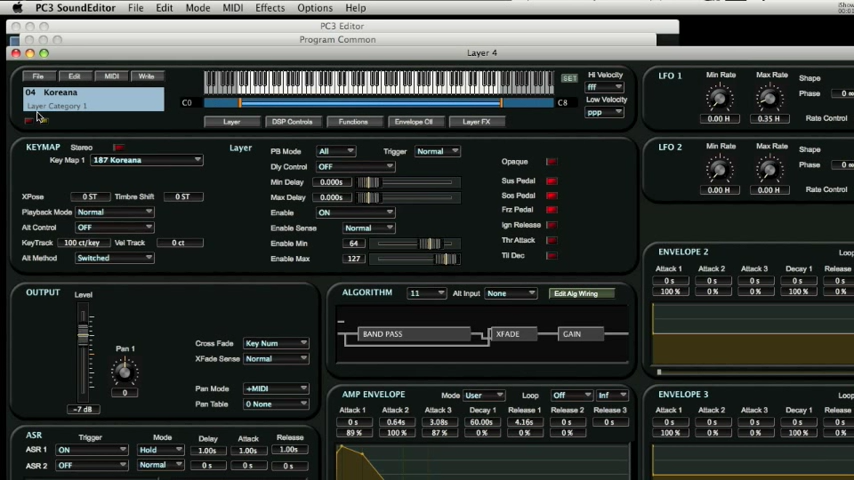 PC3 SoundEditor File Edit Mode MIDI Effects Options Help
PC3 Editor
Program Common
Layer 4
File Edit MIDI Write
04 Koreana
Layer Category 1
C0 C8 SET
Hi Velocity
fff
Low Velocity
ppp
Layer DSP Controls Functions Envelope Ctl Layer FX
KEYMAP Stereo
Key Map 1 187 Koreana
XPose 0 ST Timbre Shift 0 ST
Playback Mode Normal
Alt Control OFF
KeyTrack 100 ct/key Vel Track 0 ct
Alt Method Switched
Layer
PB Mode All Trigger Normal
Dly Control OFF
Min Delay 0.000s
Max Delay 0.000s
Enable ON
Enable Sense Normal
Enable Min 64
Enable Max 127
Opaque
Sus Pedal
Sos Pedal
Frz Pedal
Ign Release
Thr Attack
Til Dec
OUTPUT
Level
-7 dB
Pan 1
0
Cross Fade Key Num
XFade Sense Normal
Pan Mode +MIDI
Pan Table 0 None
ALGORITHM 11 Alt Input None Edit Alg Wiring
BAND PASS XFADE GAIN
ASR
Trigger Mode Delay Attack Release
ASR 1 ON Hold 0 s 1.00s 1.00s
ASR 2 OFF Normal 0 s 0 s 0 s
AMP ENVELOPE Mode User Loop Off Inf
Attack 1 Attack 2 Attack 3 Decay 1 Release 1 Release 2 Release 3
0 s 0.64s 3.08s 60.00s 4.16s 0 s 0 s
0 % 100 % 87 % 0 % 0 % 0 %
LFO 1
Min Rate Max Rate Shape
Phase
0.00 H 0.35 H Rate Control
LFO 2
Min Rate Max Rate Shape
Phase
0.00 H 0.00 H Rate Control
ENVELOPE 2 Loop
Attack 1 Attack 2 Attack 3 Decay 1 Release
0 s 0 s 0 s 0 s
100 % 0 % 0 % 100 %
ENVELOPE 3
Attack 1 Attack 2 Attack 3 Decay 1 Release
0 s 0 s 0 s 0 s
100 % 0 % 0 % 100 %